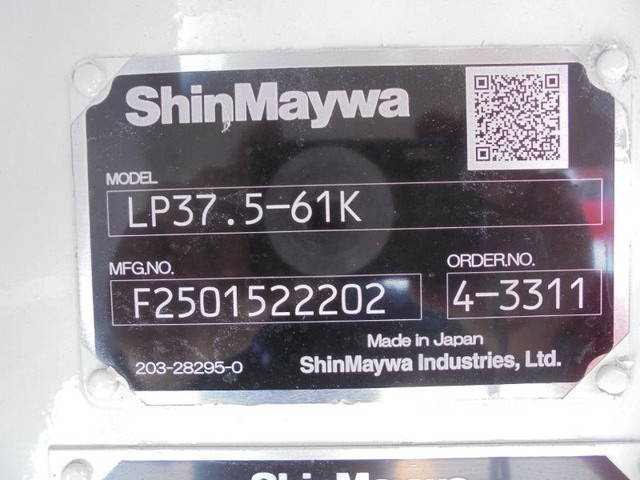 ShinMaywa
MODEL
LP37.5-61K
MFG.NO.
ORDER.NO.
F2501522202
4-3311
Made in Japan
203-28295-0
ShinMaywa Industries, Ltd.
ShinMaywa